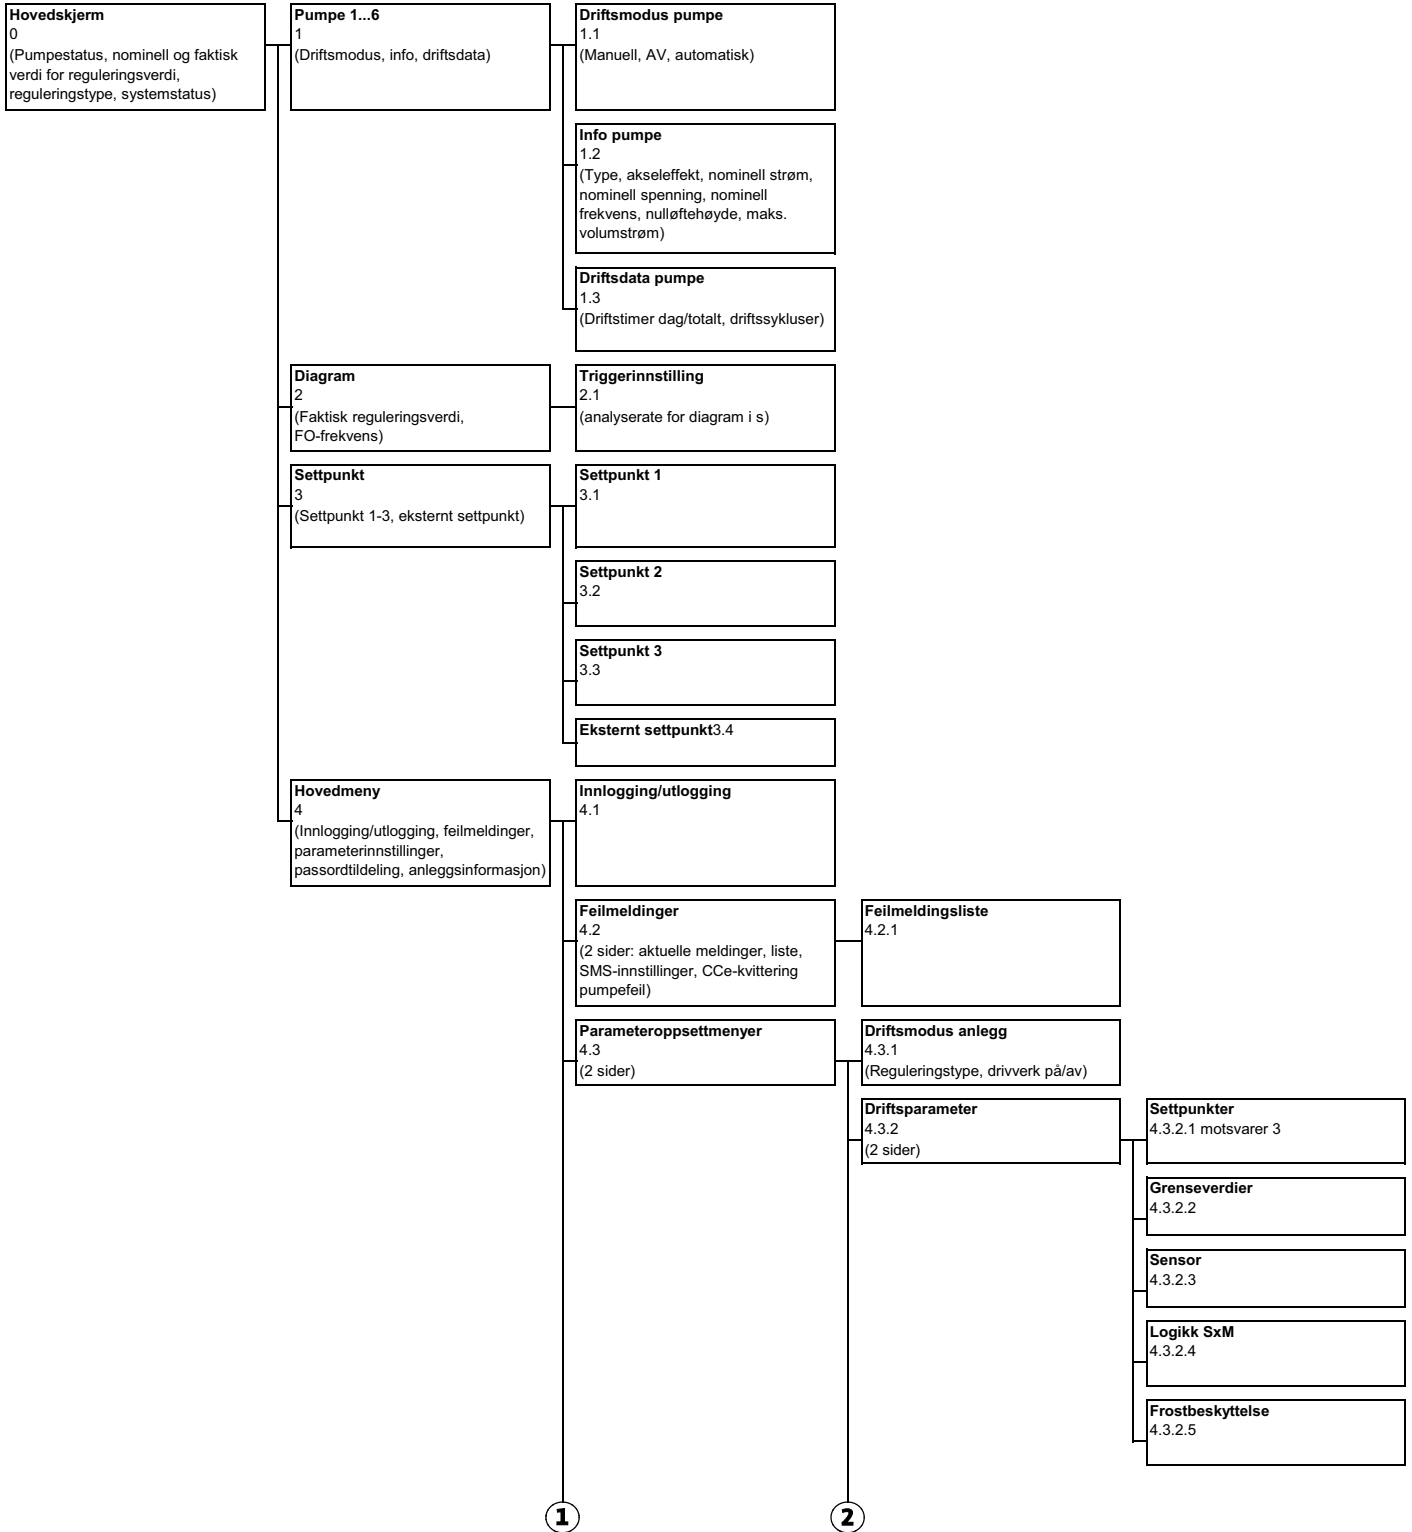 Hovedskjerm
0
(Pumpestatus, nominell og faktisk
verdi for reguleringsverdi,
reguleringstype, systemstatus)
Pumpe 1...6
1
(Driftsmodus, info, driftsdata)
Driftsmodus pumpe
1.1
(Manuell, AV, automatisk)
Info pumpe
1.2
(Type, akseleffekt, nominell strøm,
nominell spenning, nominell
frekvens, nulløftehøyde, maks.
volumstrøm)
Driftsdata pumpe
1.3
(Driftstimer dag/totalt, driftssykluser)
Diagram
2
(Faktisk reguleringsverdi,
FO-frekvens)
Triggerinnstilling
2.1
(analyserate for diagram i s)
Settpunkt
3
(Settpunkt 1-3, eksternt settpunkt)
Settpunkt 1
3.1
Settpunkt 2
3.2
Settpunkt 3
3.3
Eksternt settpunkt3.4
Hovedmeny
4
(Innlogging/utlogging, feilmeldinger,
parameterinnstillinger,
passordtildeling, anleggsinformasjon)
Innlogging/utlogging
4.1
Feilmeldinger
4.2
(2 sider: aktuelle meldinger, liste,
SMS-innstillinger, CCe-kvittering
pumpefeil)
Feilmeldingsliste
4.2.1
Parameteroppsettmenyer
4.3
(2 sider)
Driftsmodus anlegg
4.3.1
(Reguleringstype, drivverk på/av)
Driftsparameter
4.3.2
(2 sider)
Settpunkter
4.3.2.1 motsvarer 3
Grenseverdier
4.3.2.2
Sensor
4.3.2.3
Logikk SxM
4.3.2.4
Frostbeskyttelse
4.3.2.5
1
2